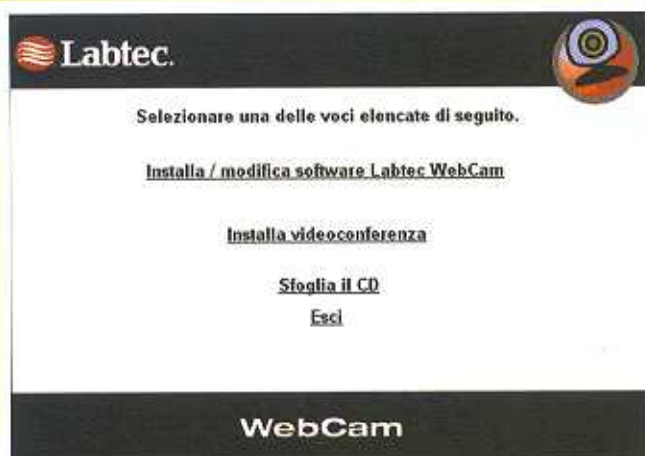 Labtec.
Selezionare una delle voci elencate di seguito.
Installa / modifica software Labtec WebCam
Installa videoconferenza
Sfoglia il CD
Esci
WebCam